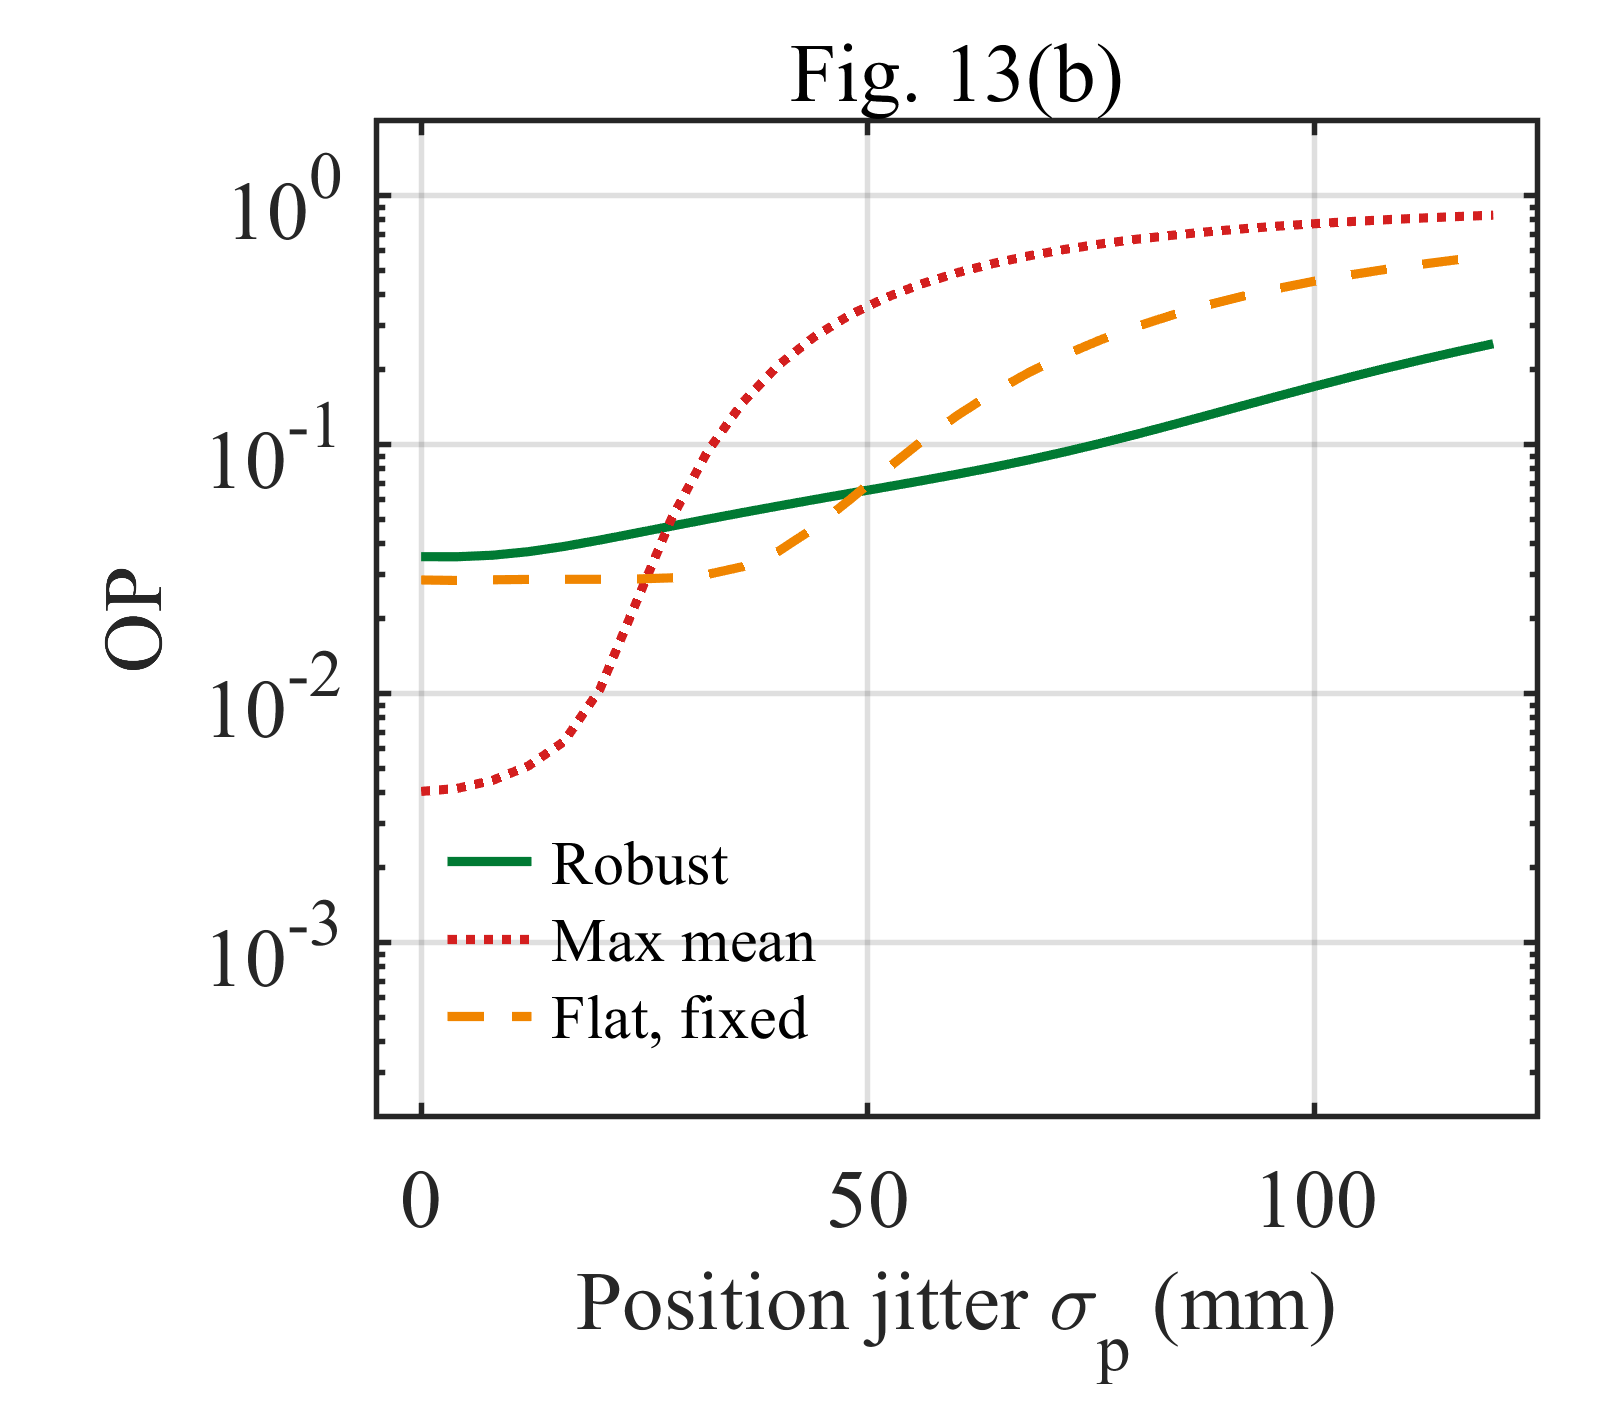 Fig. 13(b)
10^0
10^-1
10^-2
10^-3
OP
Robust
Max mean
Flat, fixed
0 50 100
Position jitter σ_p (mm)